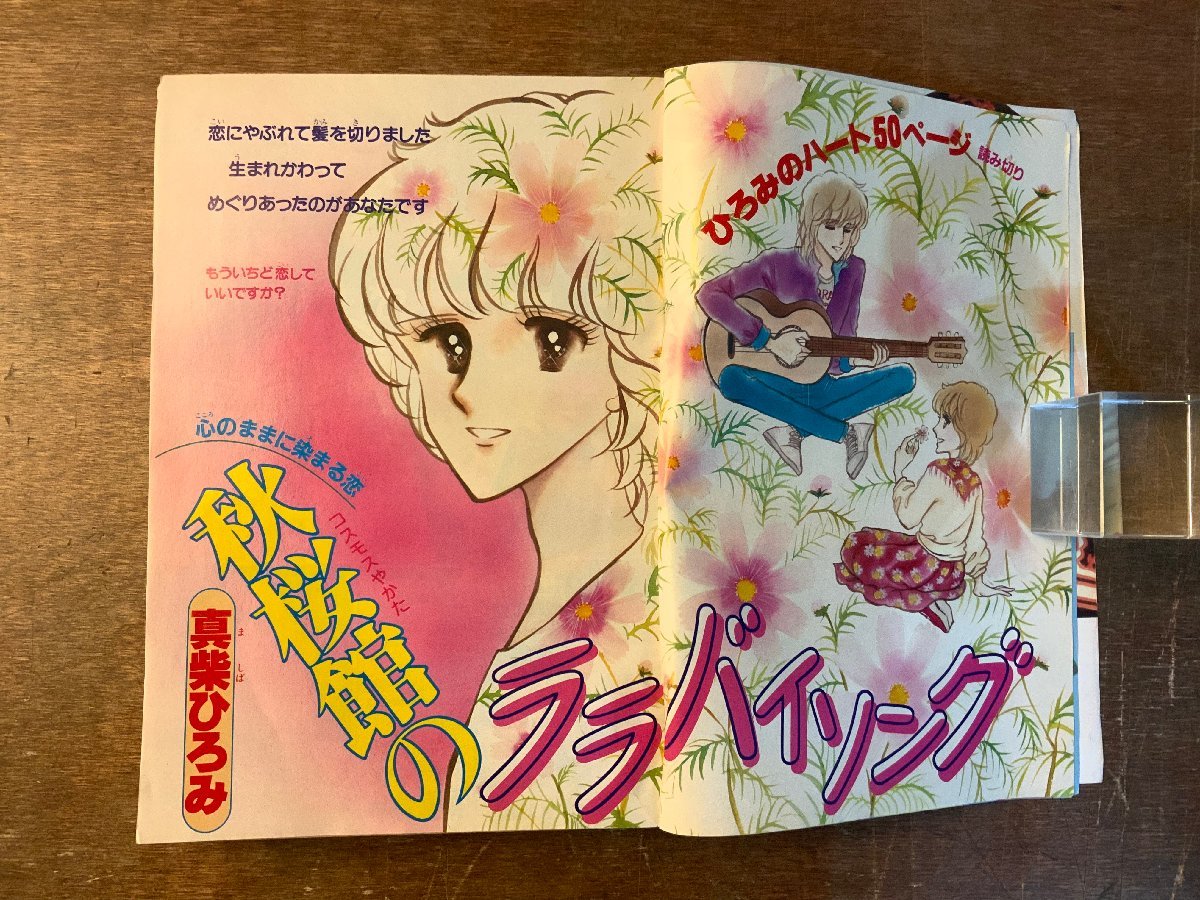 恋にやぶれて髪を切りました
生まれかわって
めぐりあったのがあなたです
もういちど恋して
いいですか?
心のままに染まる恋
秋桜館の
コスモスやかた
ララバイソング
真柴ひろみ
ひろみのハート50ページ
読み切り